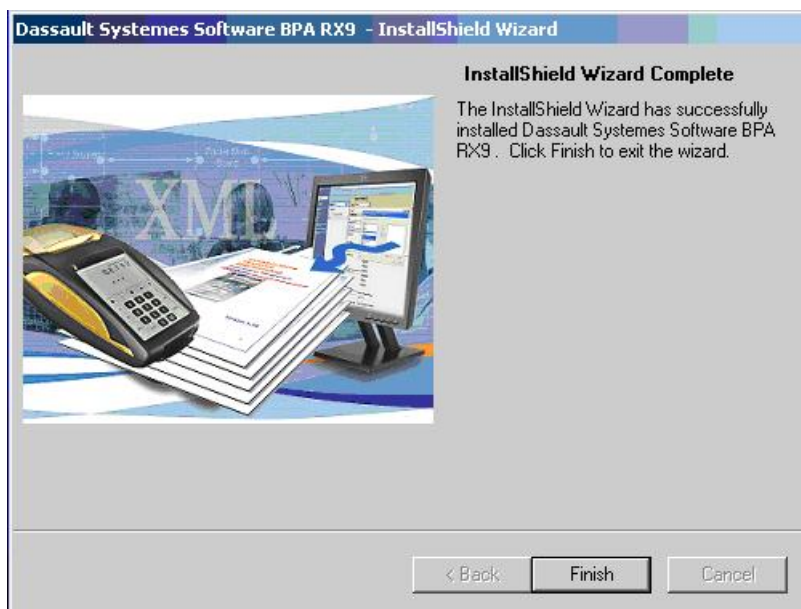 Dassault Systemes Software BPA RX9 - InstallShield Wizard
InstallShield Wizard Complete
The InstallShield Wizard has successfully
installed Dassault Systemes Software BPA
RX9 . Click Finish to exit the wizard.
XML
< Back
Finish
Cancel